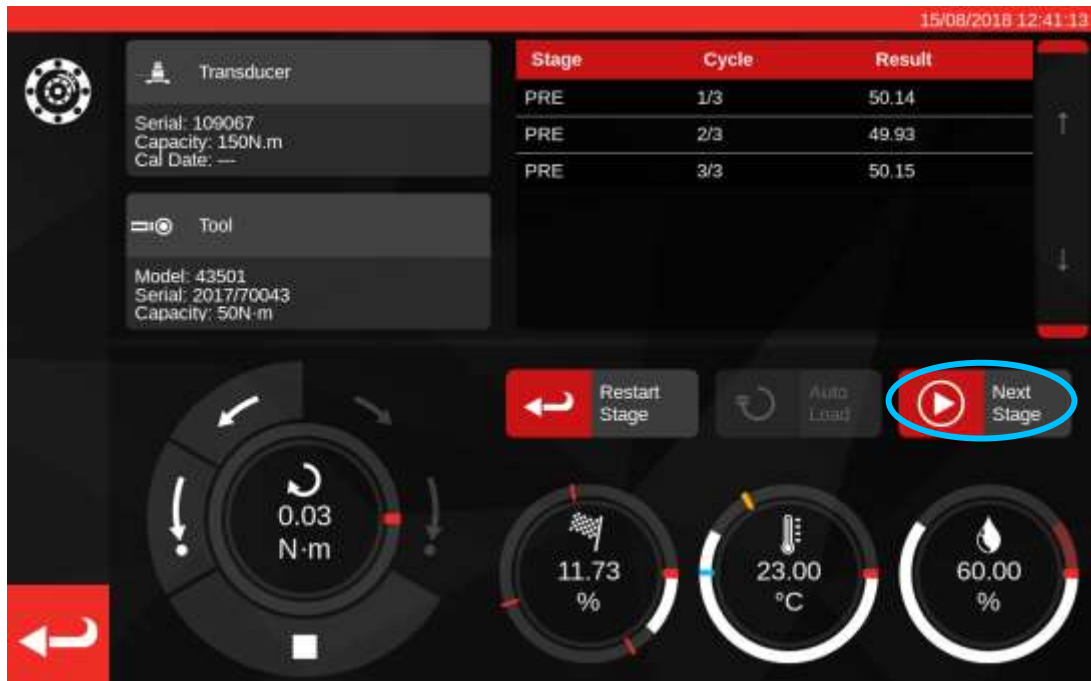 15/08/2018 12:41:13
Transducer
Serial: 109067
Capacity: 150N.m
Cal Date: ---
Tool
Model: 43501
Serial: 2017/70043
Capacity: 50N·m
Stage Cycle Result
PRE 1/3 50.14
PRE 2/3 49.93
PRE 3/3 50.15
Restart
Stage
Auto
Load
Next
Stage
0.03
N·m
11.73
%
23.00
°C
60.00
%